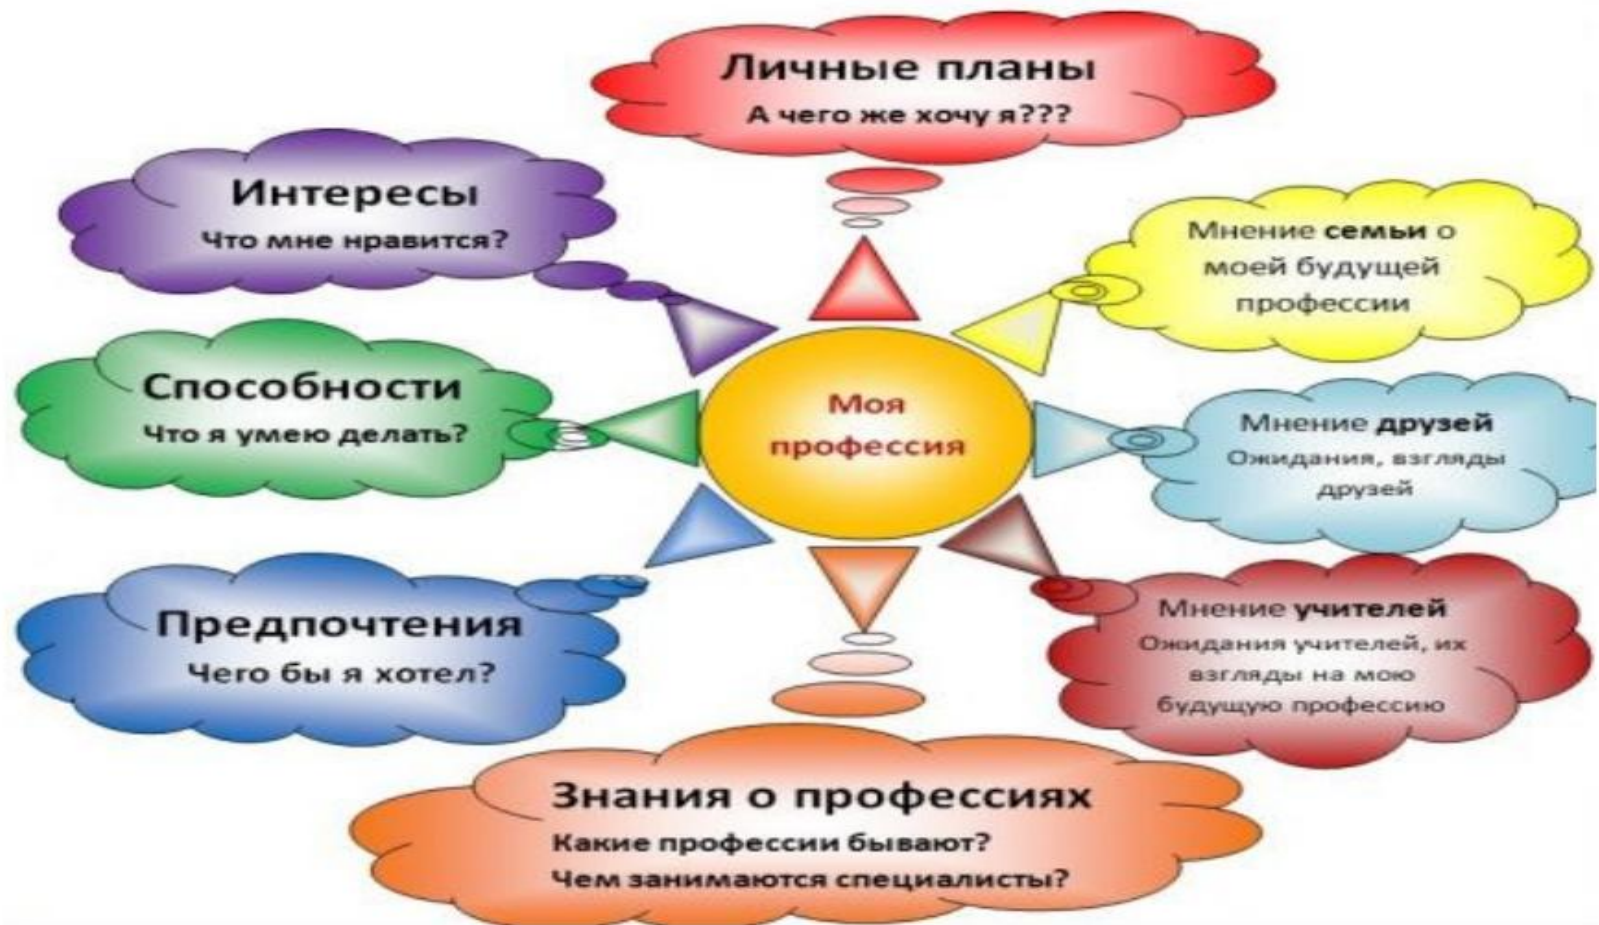 Личные планы
А чего же хочу я???
Интересы
Что мне нравится?
Мнение семьи о
моей будущей
профессии
Способности
Что я умею делать?
Моя
профессия
Мнение друзей
Ожидания, взгляды
друзей
Предпочтения
Чего бы я хотел?
Мнение учителей
Ожидания учителей, их
взгляды на мою
будущую профессию
Знания о профессиях
Какие профессии бывают?
Чем занимаются специалисты?